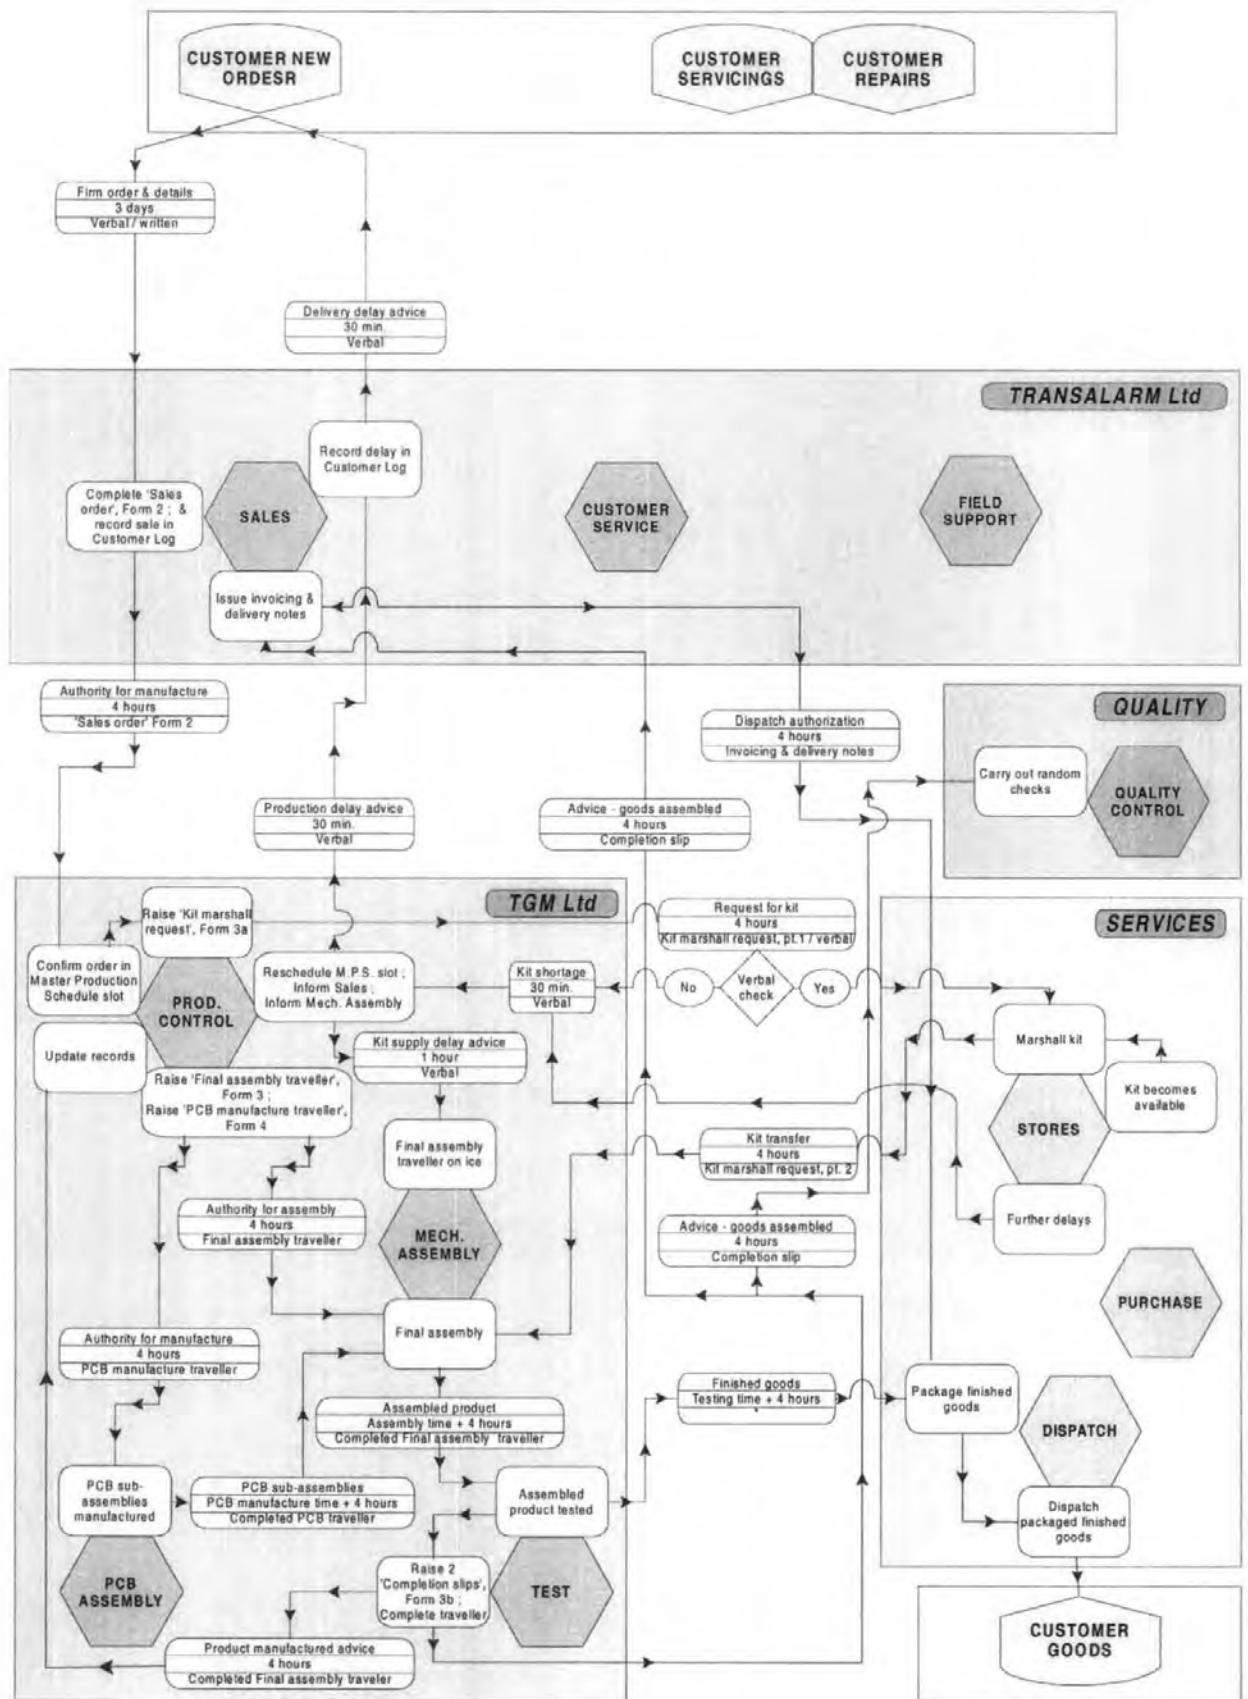 CUSTOMER NEW
ORDESR
CUSTOMER
SERVICINGS
CUSTOMER
REPAIRS
Firm order & details
3 days
Verbal / written
Delivery delay advice
30 min.
Verbal
TRANSALARM Ltd
Record delay in
Customer Log
Complete 'Sales
order', Form 2 ; &
record sale in
Customer Log
SALES
CUSTOMER
SERVICE
FIELD
SUPPORT
Issue invoicing &
delivery notes
Authority for manufacture
4 hours
'Sales order' Form 2
Dispatch authorization
4 hours
Invoicing & delivery notes
QUALITY
Carry out random
checks
QUALITY
CONTROL
Production delay advice
30 min.
Verbal
Advice - goods assembled
4 hours
Completion slip
TGM Ltd
Raise 'Kit marshall
request', Form 3a
Request for kit
4 hours
Kit marshall request, pt.1 / verbal
SERVICES
Confirm order in
Master Production
Schedule slot
PROD.
CONTROL
Reschedule M.P.S. slot ;
Inform Sales ;
Inform Mech. Assembly
Kit shortage
30 min.
Verbal
No
Verbal
check
Yes
Marshall kit
Update records
Kit supply delay advice
1 hour
Verbal
Raise 'Final assembly traveller',
Form 3 ;
Raise 'PCB manufacture traveller',
Form 4
Kit becomes
available
STORES
Final assembly
traveller on ice
Kit transfer
4 hours
Kit marshall request, pt. 2
Authority for assembly
4 hours
Final assembly traveller
MECH.
ASSEMBLY
Advice - goods assembled
4 hours
Completion slip
Further delays
PURCHASE
Final assembly
Authority for manufacture
4 hours
PCB manufacture traveller
Finished goods
Testing time + 4 hours
Package finished
goods
DISPATCH
Assembled product
Assembly time + 4 hours
Completed Final assembly traveller
PCB sub-
assemblies
manufactured
PCB sub-assemblies
PCB manufacture time + 4 hours
Completed PCB traveller
Assembled
product tested
Dispatch
packaged finished
goods
PCB
ASSEMBLY
Raise 2
'Completion slips',
Form 3b ;
Complete traveller
TEST
Product manufactured advice
4 hours
Completed Final assembly traveler
CUSTOMER
GOODS